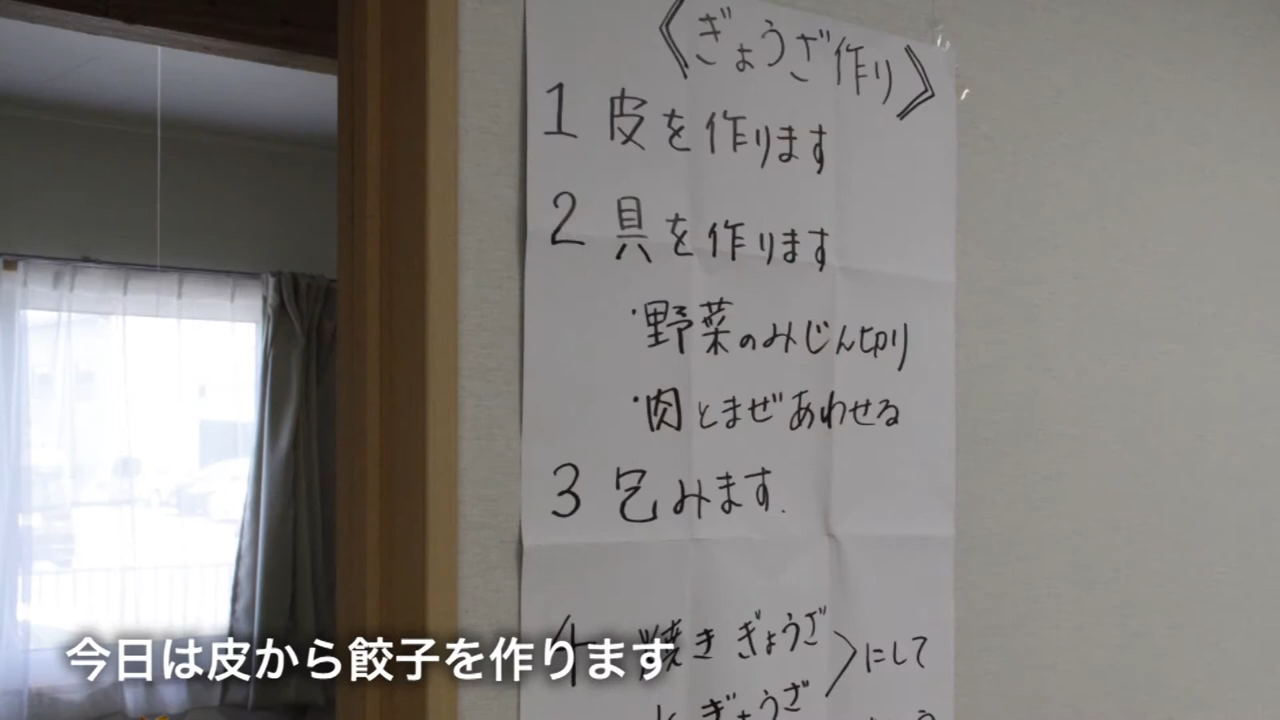 《ぎょうざ作り》
1 皮を作ります
2 具を作ります
・野菜のみじん切り
・肉とまぜあわせる
3 包みます.
4 焼きぎょうざ 〉にして
ぎょうざ
今日は皮から餃子を作ります